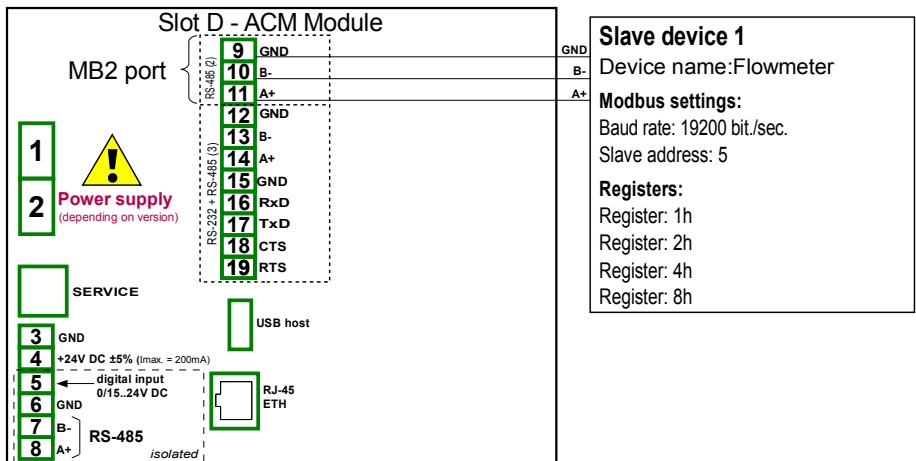 Slot D - ACM Module
MB2 port
RS-485 (2)
9 GND
10 B-
11 A+
RS-232 + RS-485 (3)
12 GND
13 B-
14 A+
15 GND
16 RxD
17 TxD
18 CTS
19 RTS
1
2
!
Power supply
(depending on version)
SERVICE
USB host
3 GND
4 +24V DC ±5% (Imax. = 200mA)
5 digital input
0/15..24V DC
6 GND
7 B-
8 A+
RS-485
isolated
RJ-45
ETH
GND
B-
A+
Slave device 1
Device name:Flowmeter
Modbus settings:
Baud rate: 19200 bit./sec.
Slave address: 5
Registers:
Register: 1h
Register: 2h
Register: 4h
Register: 8h